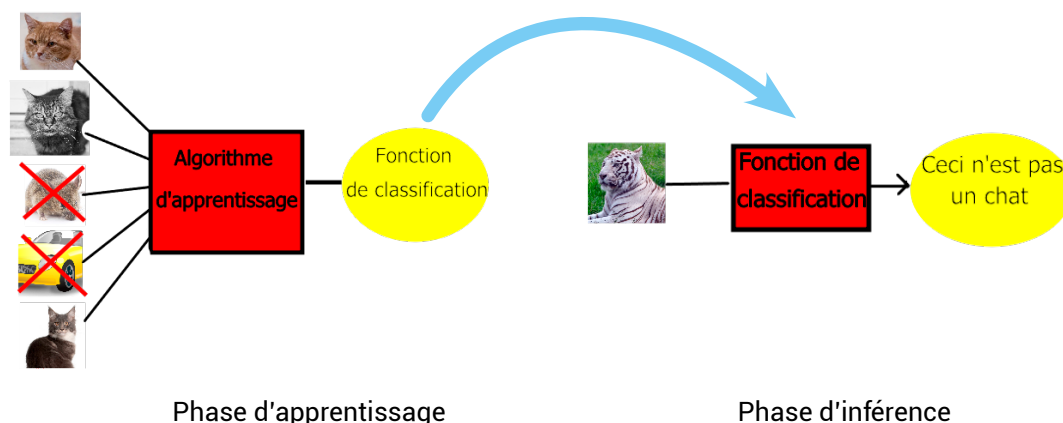 Algorithme
d'apprentissage
Fonction
de classification
Fonction de
classification
Ceci n'est pas
un chat
Phase d'apprentissage
Phase d'inférence